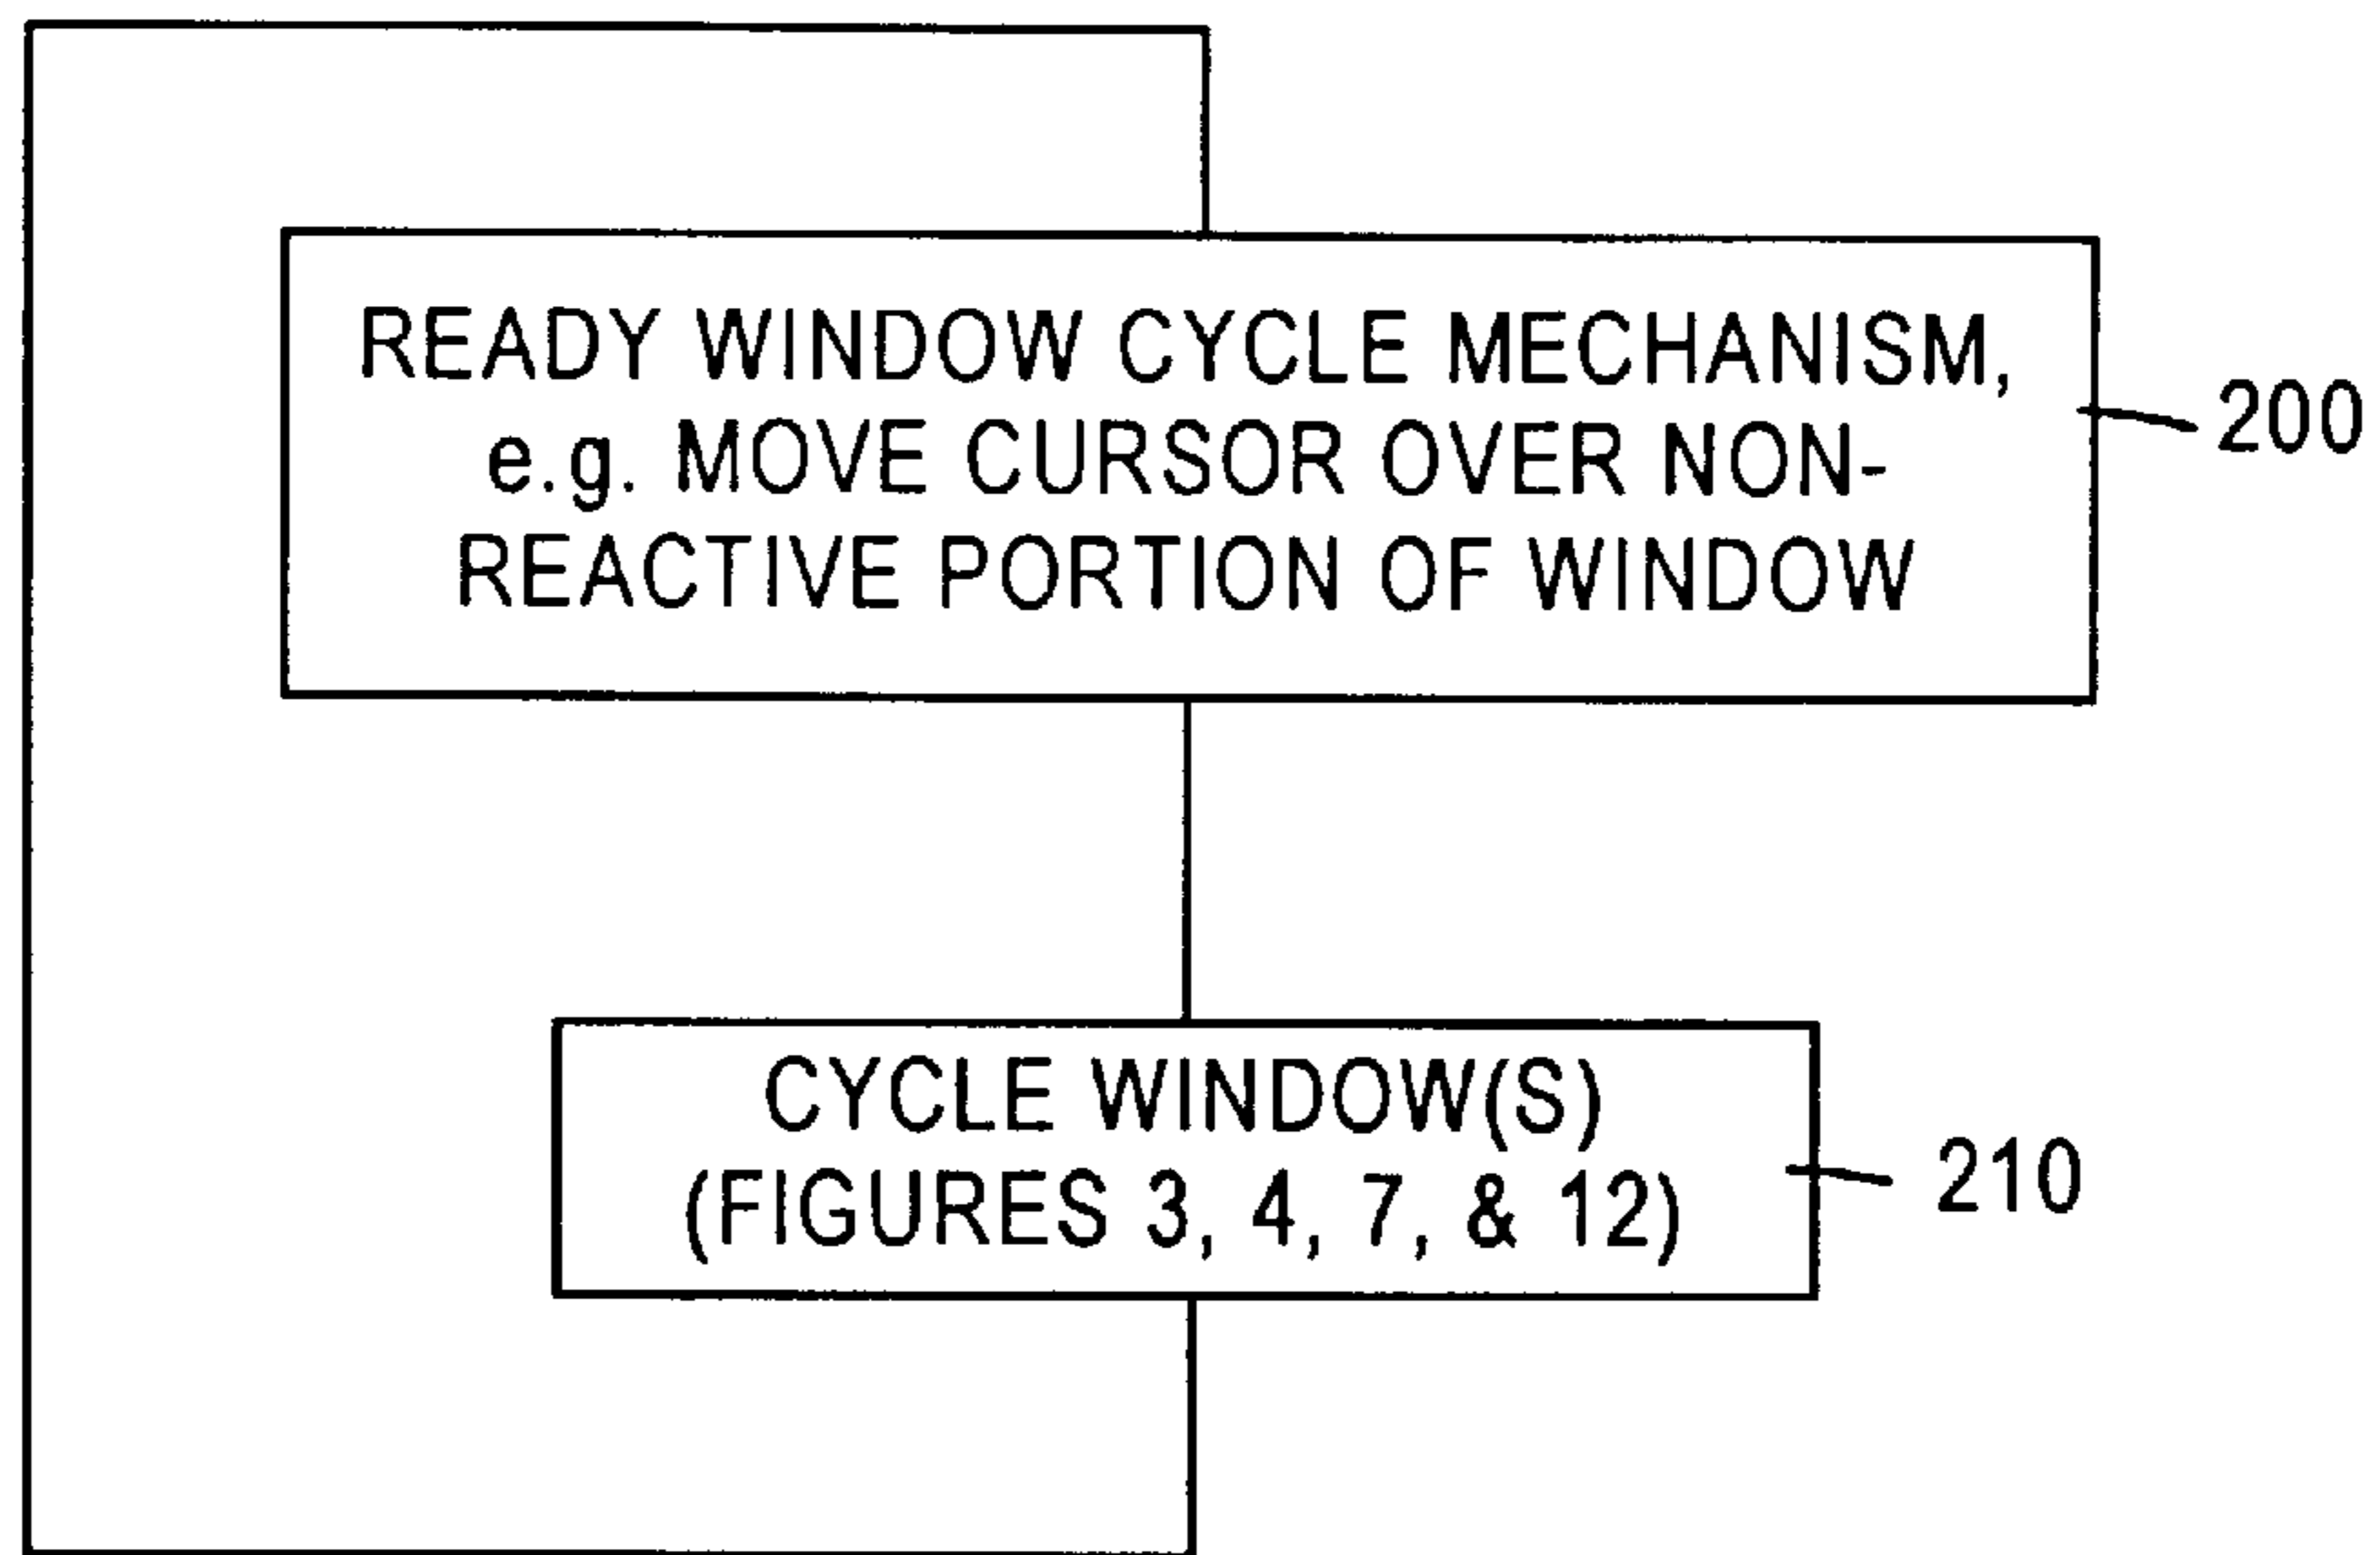 READY WINDOW CYCLE MECHANISM,
e.g. MOVE CURSOR OVER NON-
REACTIVE PORTION OF WINDOW
200
CYCLE WINDOW(S)
(FIGURES 3, 4, 7, & 12)
210